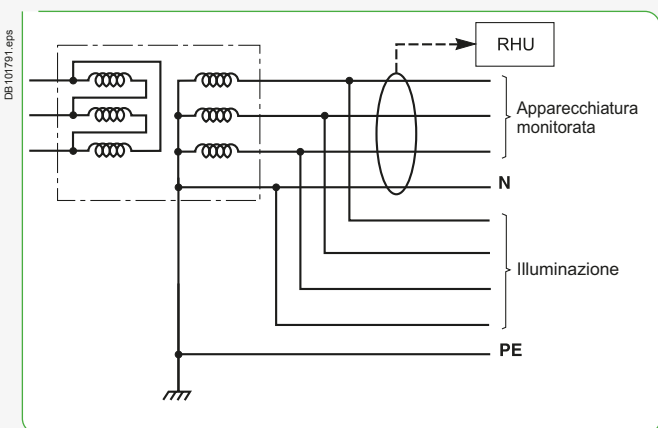 DB101791.eps
RHU
Apparecchiatura
monitorata
N
Illuminazione
PE